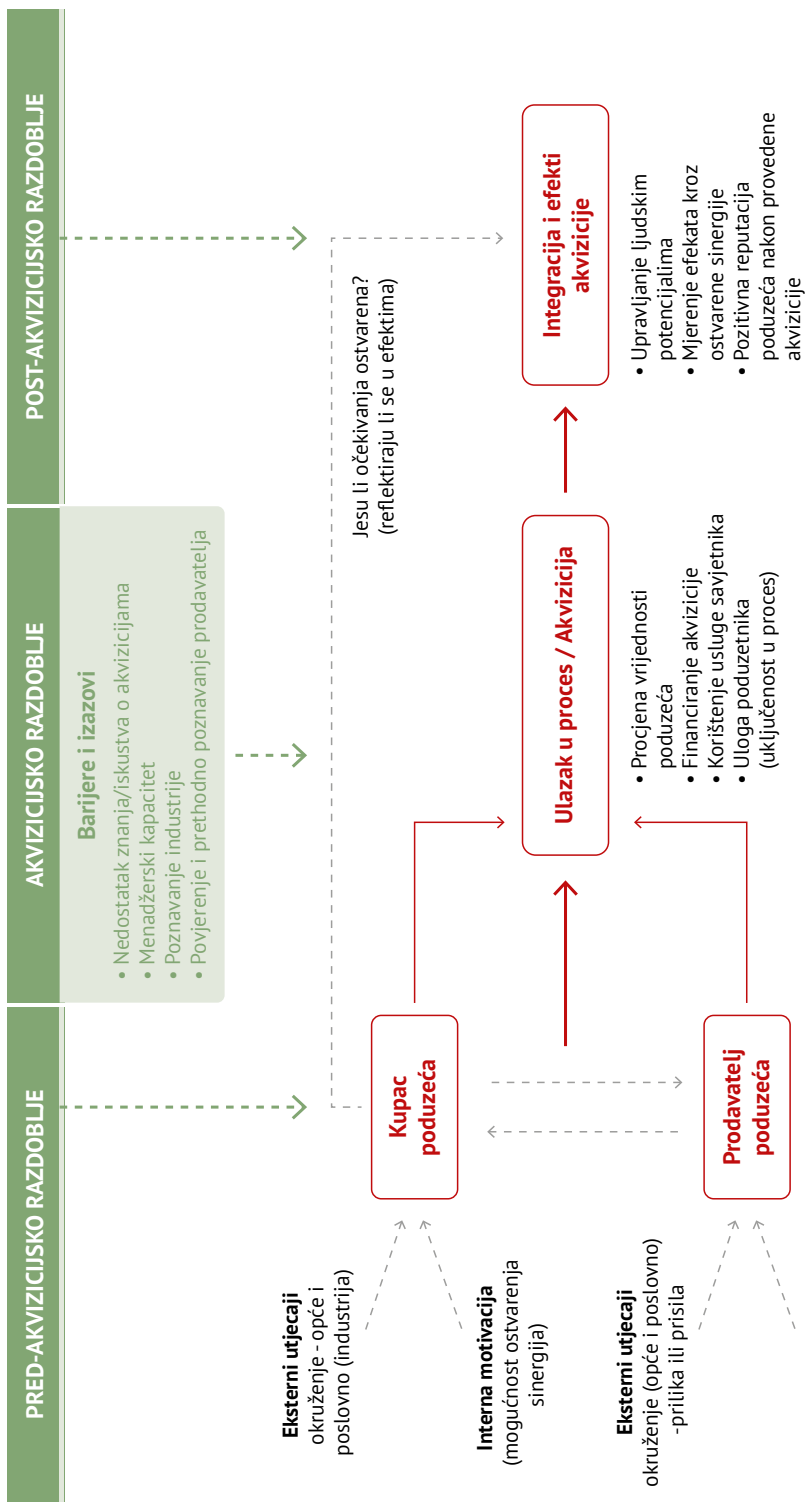 PRED-AKVIZICIJSKO RAZDOBLJE
AKVIZICIJSKO RAZDOBLJE
POST-AKVIZICIJSKO RAZDOBLJE
Barijere i izazovi
• Nedostatak znanja/iskustva o akvizicijama
• Menadžerski kapacitet
• Poznavanje industrije
• Povjerenje i prethodno poznavanje prodavatelja
Eksterni utjecaji
okruženje - opće i
poslovno (industrija)
Interna motivacija
(mogućnost ostvarenja
sinergija)
Eksterni utjecaji
okruženje (opće i poslovno)
-prilika ili prisila
Kupac
poduzeća
Prodavatelj
poduzeća
Jesu li očekivanja ostvarena?
(reflektiraju li se u efektima)
Ulazak u proces / Akvizicija
• Procjena vrijednosti
poduzeća
• Financiranje akvizicije
• Korištenje usluge savjetnika
• Uloga poduzetnika
(uključenost u proces)
Integracija i efekti
akvizicije
• Upravljanje ljudskim
potencijalima
• Mjerenje efekata kroz
ostvarene sinergije
• Pozitivna reputacija
poduzeća nakon provedene
akvizicije